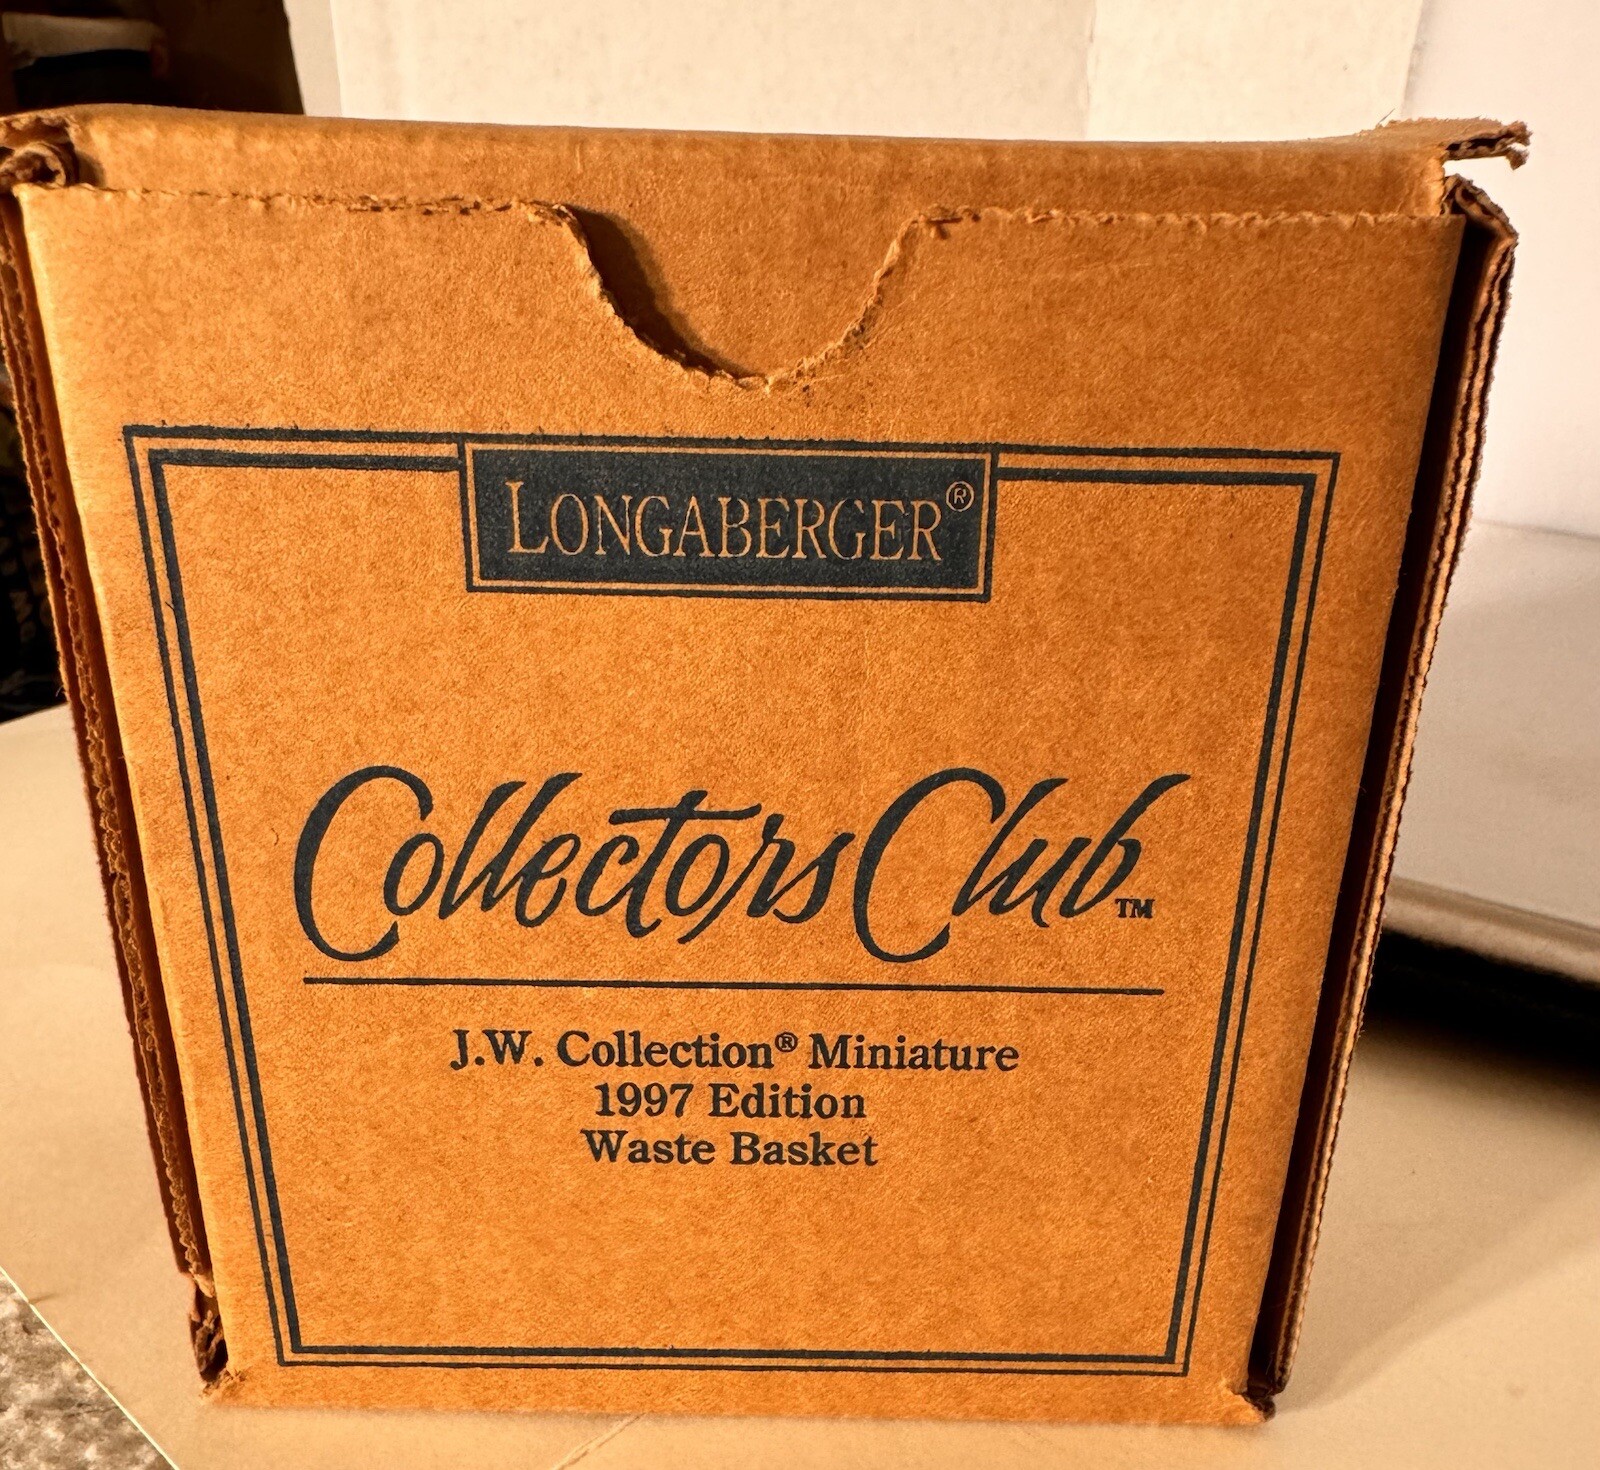 LONGABERGER®
Collectors Club™
J.W. Collection® Miniature
1997 Edition
Waste Basket